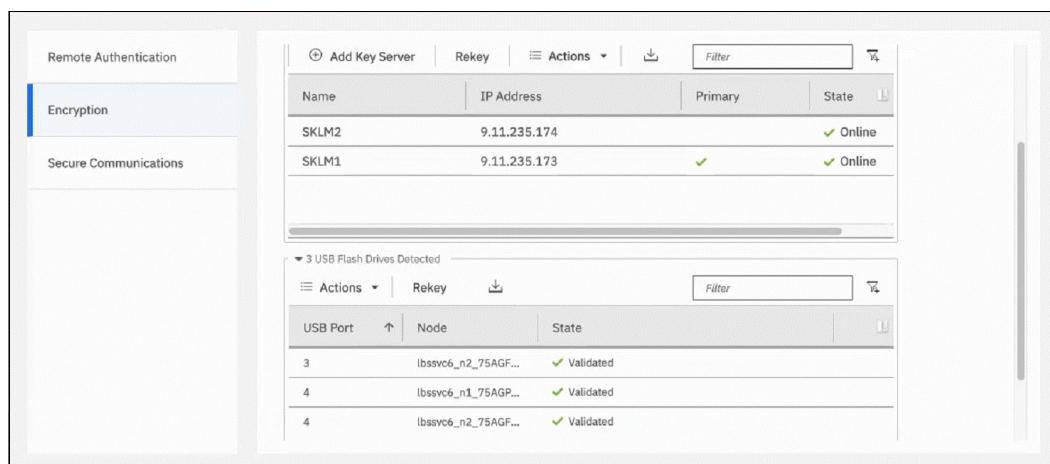 Remote Authentication
Encryption
Secure Communications
Add Key Server Rekey Actions Filter
Name IP Address Primary State
SKLM2 9.11.235.174 Online
SKLM1 9.11.235.173 Online
3 USB Flash Drives Detected
Actions Rekey Filter
USB Port Node State
3 lbssvc6_n2_75AGF... Validated
4 lbssvc6_n1_75AGP... Validated
4 lbssvc6_n2_75AGF... Validated